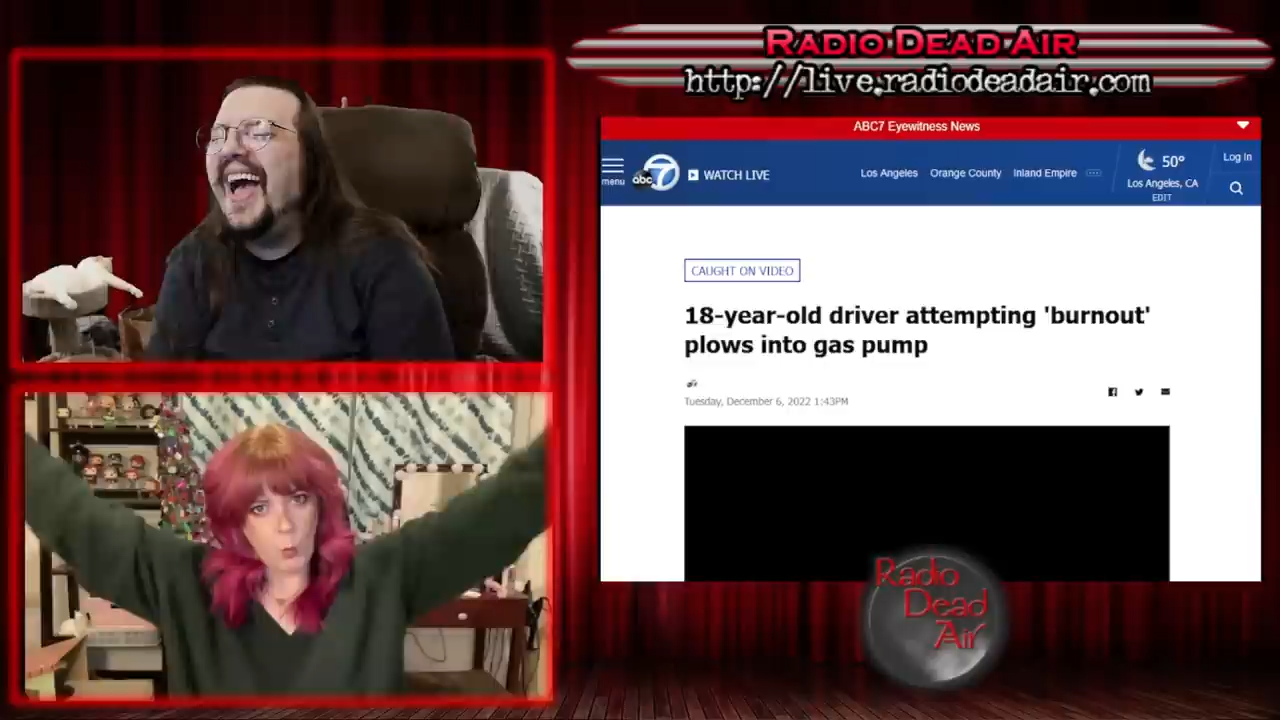 Radio Dead Air
http://live.radiodeadair.com
ABC7 Eyewitness News
menu
abc 7
WATCH LIVE
Los Angeles
Orange County
Inland Empire
50°
Los Angeles, CA
EDIT
Log In
CAUGHT ON VIDEO
18-year-old driver attempting 'burnout'
plows into gas pump
Tuesday, December 6, 2022 1:43PM
Radio
Dead
Air